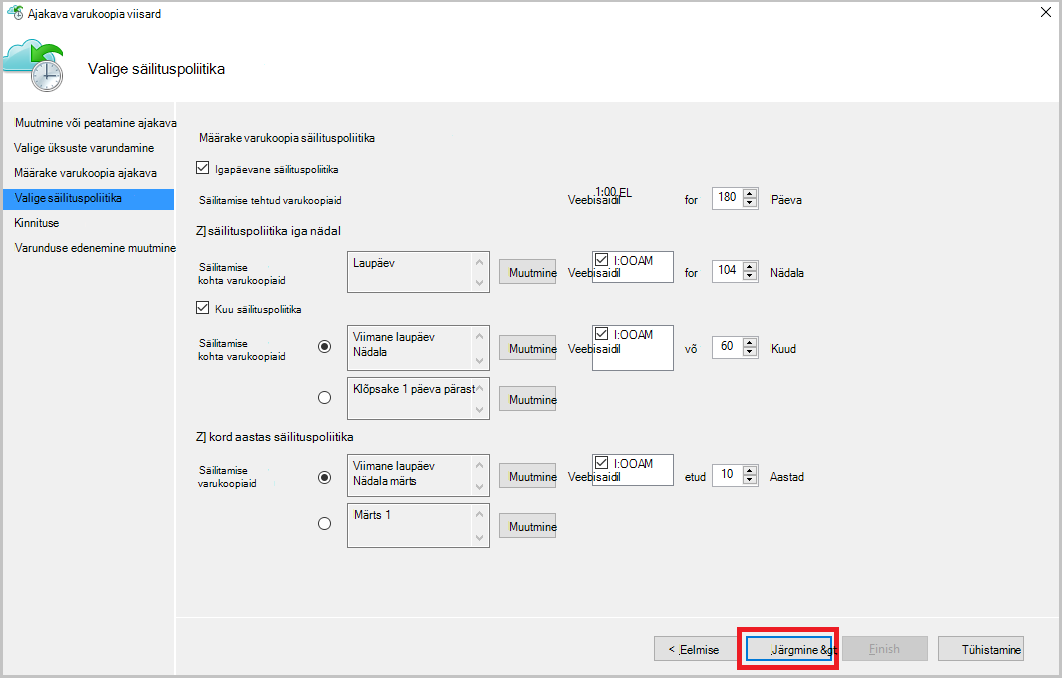 Ajakava varukoopia viisard
Valige säilituspoliitika
Muutmine või peatamine ajakava
Valige üksuste varundamine
Määrake varukoopia ajakava
Valige säilituspoliitika
Kinnituse
Varunduse edenemine muutmine
Määrake varukoopia säilituspoliitika
Igapäevane säilituspoliitika
Säilitamise tehtud varukoopiaid
1:00 EL
Veebisaidil
for
180
Päeva
Z] säilituspoliitika iga nädal
Säilitamise
kohta varukoopiaid
Laupäev
Muutmine
Veebisaidil
I:OOAM
for
104
Nädala
Kuu säilituspoliitika
Säilitamise
kohta varukoopiaid
Viimane laupäev
Nädala
Muutmine
Veebisaidil
I:OOAM
võ
60
Kuud
Klõpsake 1 päeva pärast
Muutmine
Z] kord aastas säilituspoliitika
Säilitamise
varukoopiaid
Viimane laupäev
Nädala märts
Muutmine
Veebisaidil
I:OOAM
etud
10
Aastad
Märts 1
Muutmine
< Eelmise
Järgmine &gt
Finish
Tühistamine